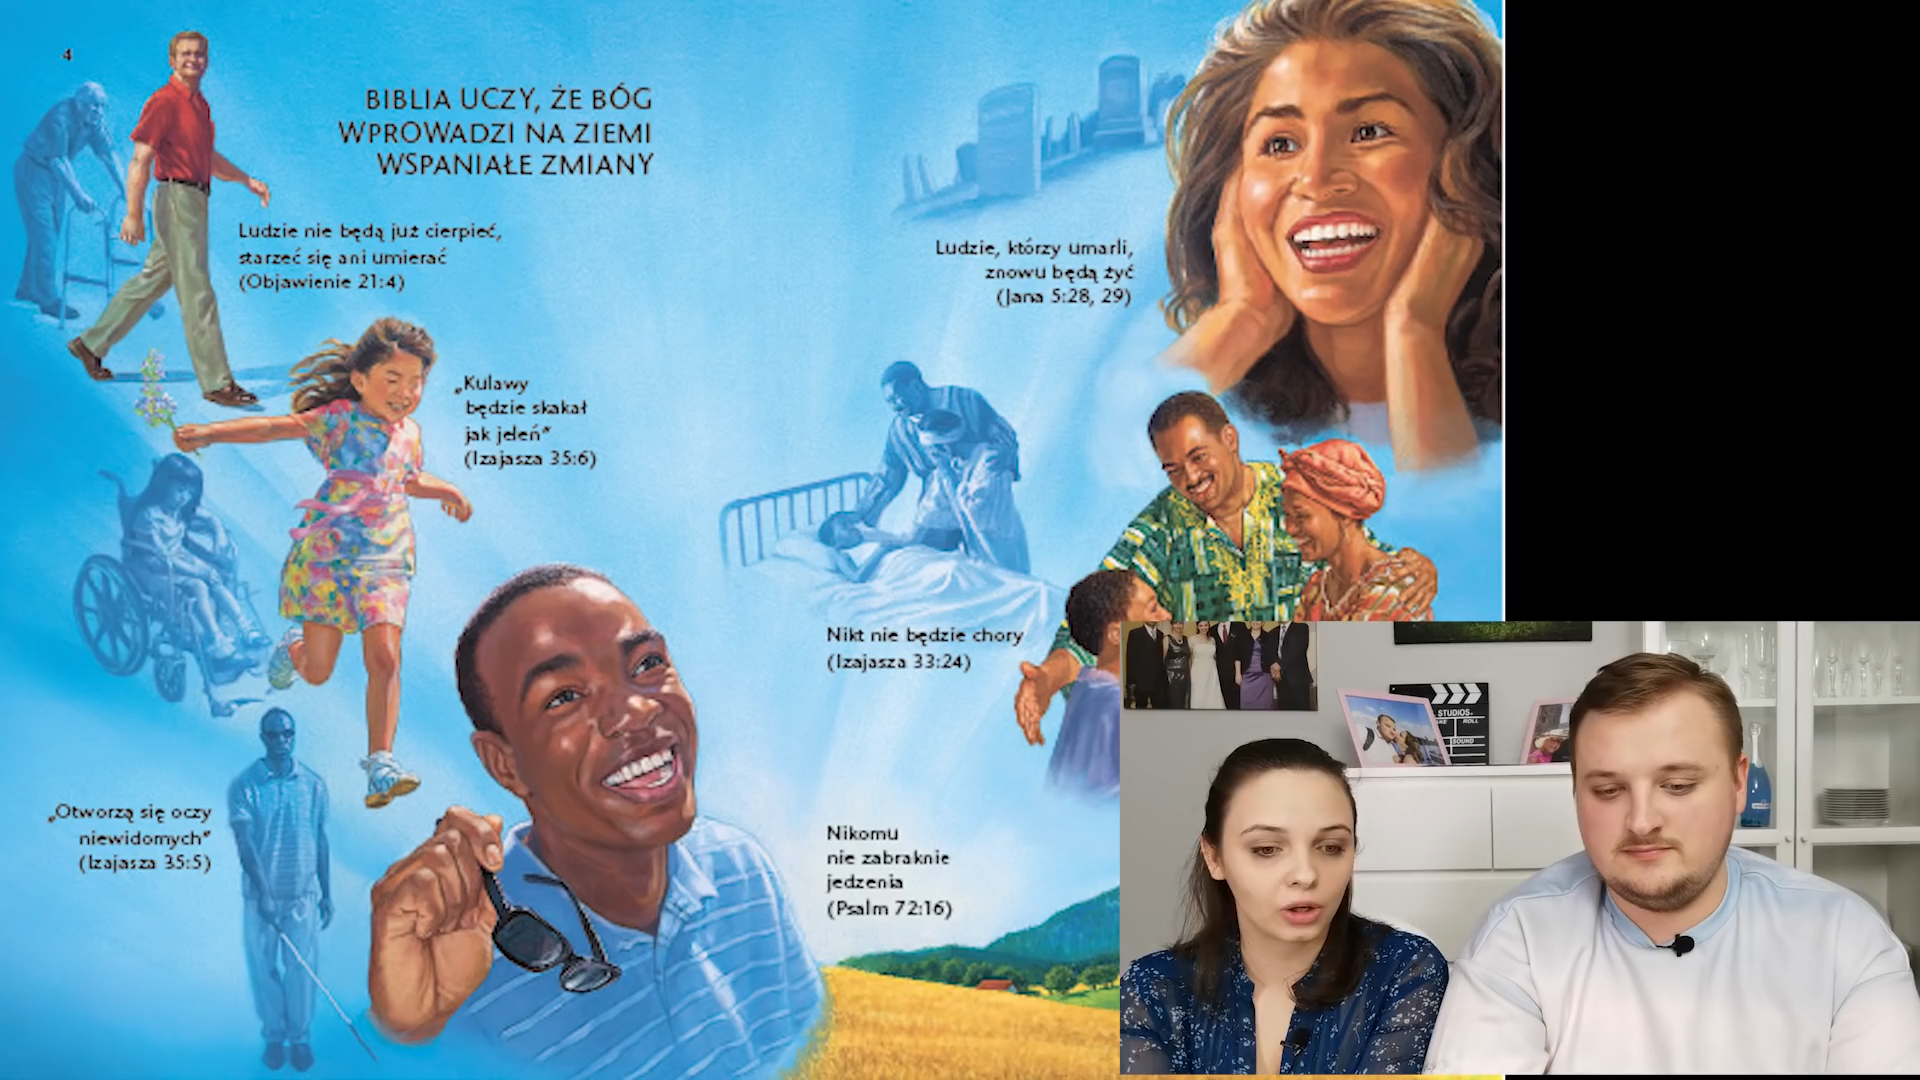 4
BIBLIA UCZY, ŻE BÓG
WPROWADZI NA ZIEMI
WSPANIAŁE ZMIANY
Ludzie nie będą już cierpieć,
starzeć się ani umierać
(Objawienie 21:4)
Ludzie, którzy umarli,
znowu będą żyć
(Jana 5:28, 29)
„Kulawy
będzie skakał
jak jeleń”
(Izajasza 35:6)
Nikt nie będzie chory
(Izajasza 33:24)
„Otworzą się oczy
niewidomych”
(Izajasza 35:5)
Nikomu
nie zabraknie
jedzenia
(Psalm 72:16)
STUDIOS
ROLL
SOUND